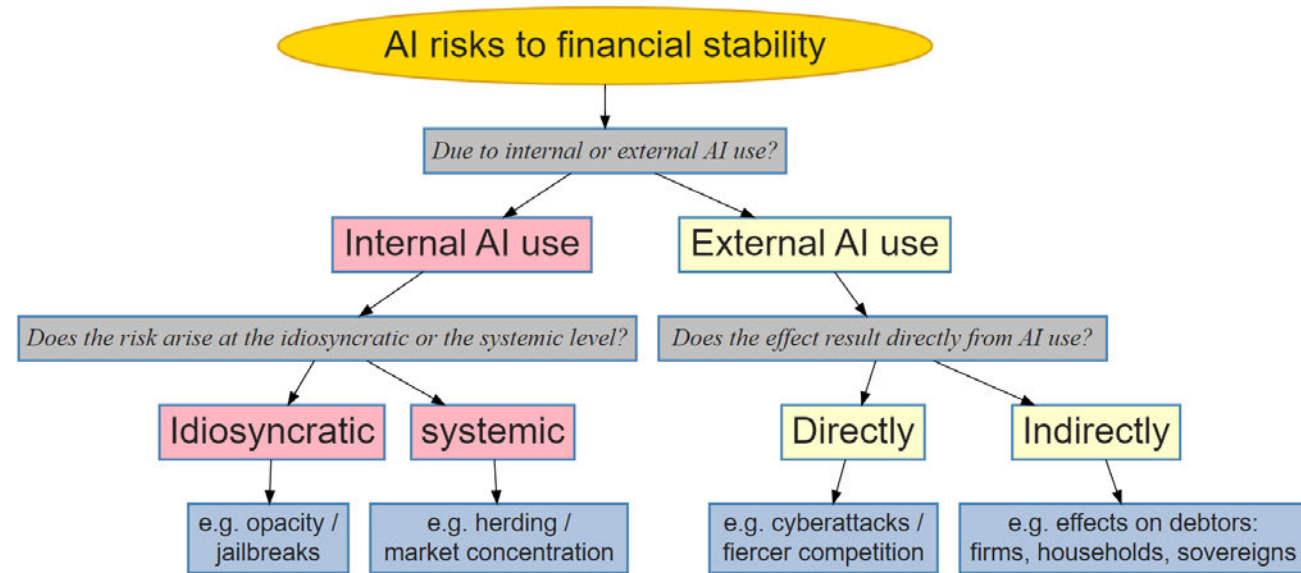 AI risks to financial stability
Due to internal or external AI use?
Internal AI use
External AI use
Does the risk arise at the idiosyncratic or the systemic level?
Does the effect result directly from AI use?
Idiosyncratic
systemic
Directly
Indirectly
e.g. opacity /
jailbreaks
e.g. herding /
market concentration
e.g. cyberattacks /
fiercer competition
e.g. effects on debtors:
firms, households, sovereigns